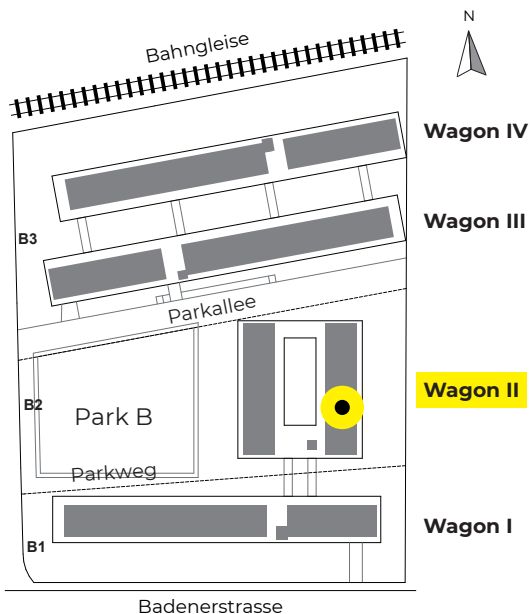 N
Bahngleise
Wagon IV
Wagon III
B3
Parkallee
Wagon II
B2
Park B
Parkweg
Wagon I
B1
Badenerstrasse